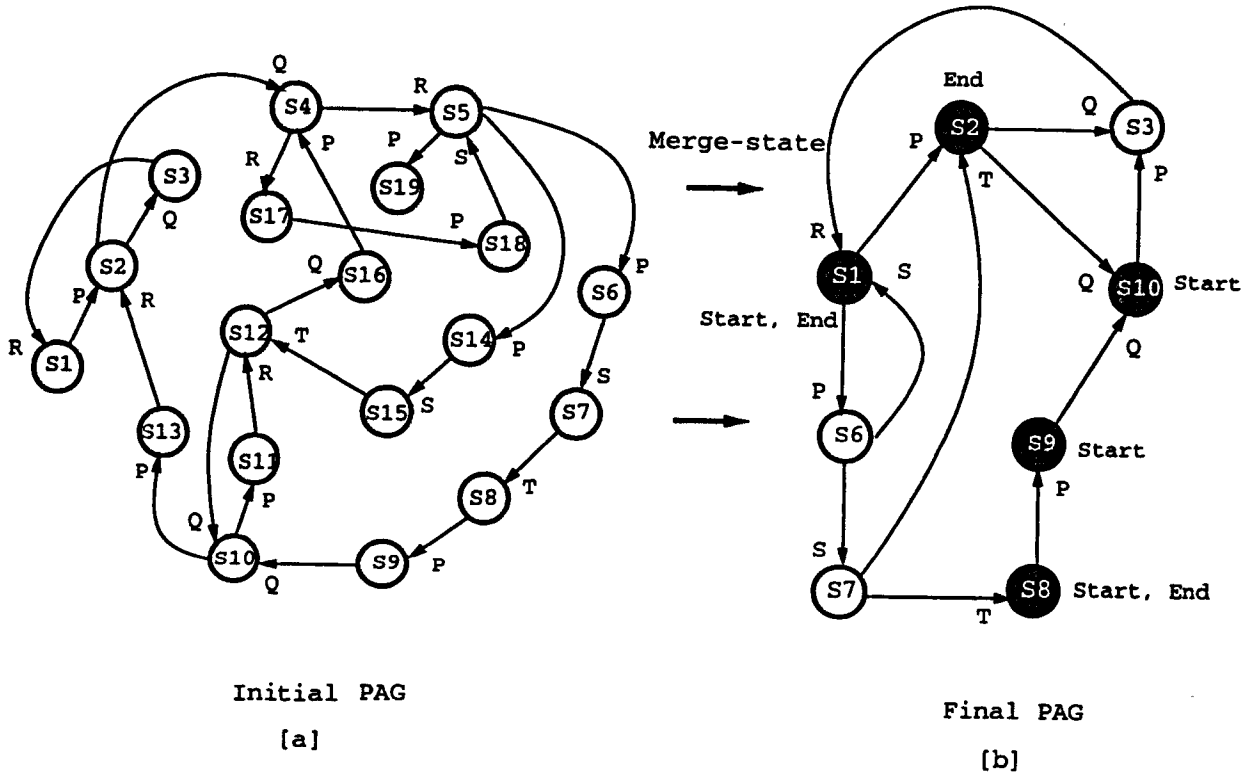 Q
S4
R
S5
P
R
P
S
S3
S19
S17
P
S18
Q
S2
P
R
Q
S16
P
S6
S12
T
S14
P
R
S1
R
S
S15
S
S7
S13
P
S11
P
T
S8
Q
S10
Q
S9
P
Initial PAG
[a]
Merge-state
End
S2
Q
S3
P
T
P
R
S1
S
Q
S10
Start
Start, End
Q
P
S6
S9
Start
P
S
S7
T
S8
Start, End
Final PAG
[b]